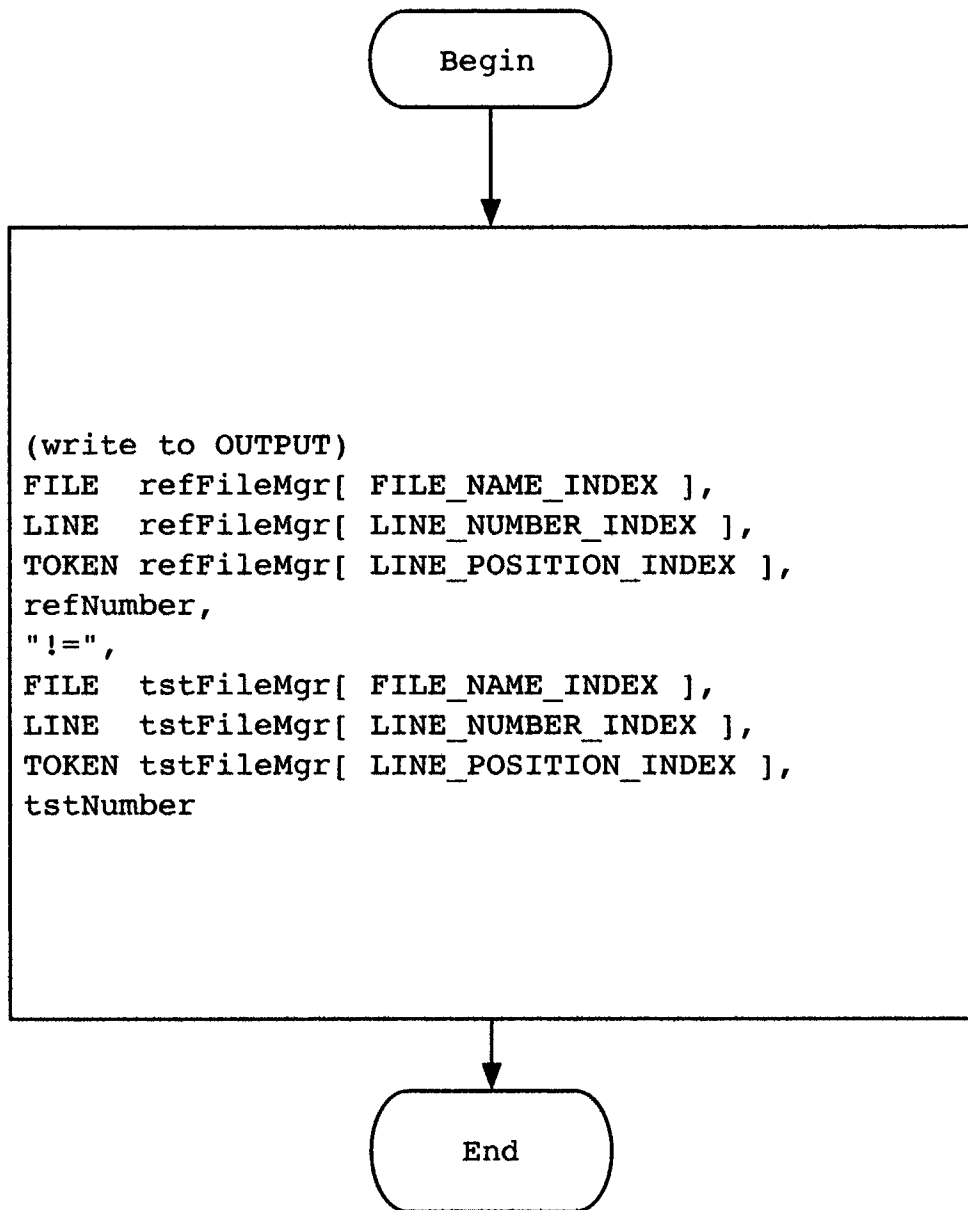 Begin
(write to OUTPUT)
FILE  refFileMgr[ FILE_NAME_INDEX ],
LINE  refFileMgr[ LINE_NUMBER_INDEX ],
TOKEN refFileMgr[ LINE_POSITION_INDEX ],
refNumber,
"!=",
FILE  tstFileMgr[ FILE_NAME_INDEX ],
LINE  tstFileMgr[ LINE_NUMBER_INDEX ],
TOKEN tstFileMgr[ LINE_POSITION_INDEX ],
tstNumber
End